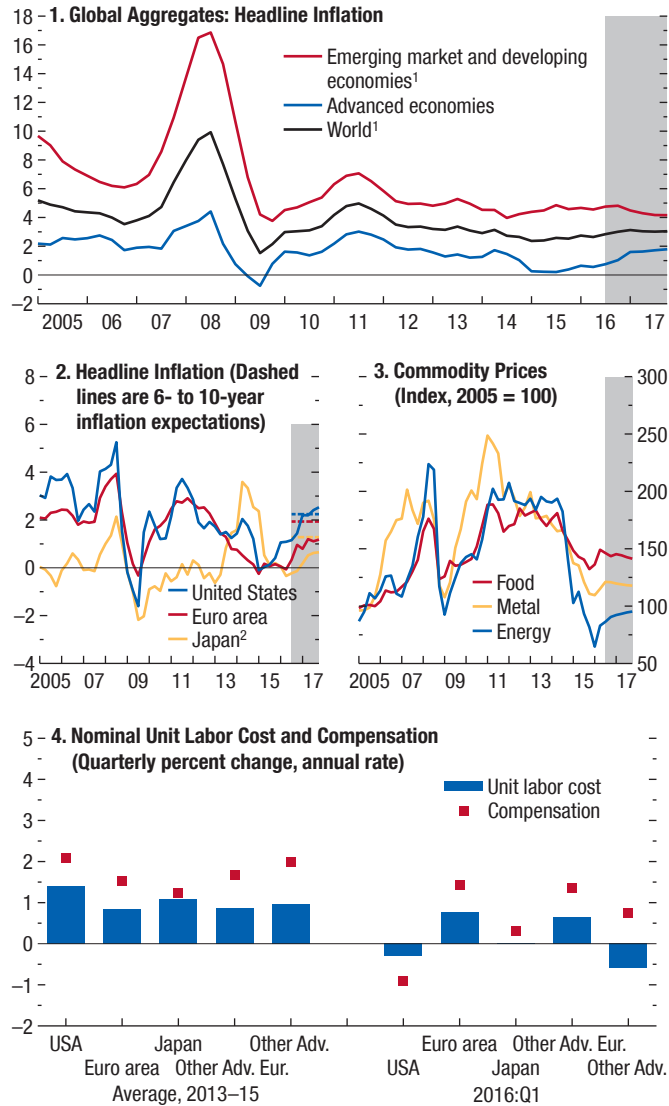 1. Global Aggregates: Headline Inflation
18
16
14
12
10
8
6
4
2
0
–2
Emerging market and developing
economies¹
Advanced economies
World¹
2005 06 07 08 09 10 11 12 13 14 15 16 17
2. Headline Inflation (Dashed
lines are 6- to 10-year
inflation expectations)
8
6
4
2
0
–2
–4
United States
Euro area
Japan²
2005 07 09 11 13 15 17
3. Commodity Prices
(Index, 2005 = 100)
300
250
200
150
100
50
Food
Metal
Energy
2005 07 09 11 13 15 17
4. Nominal Unit Labor Cost and Compensation
(Quarterly percent change, annual rate)
5
4
3
2
1
0
–1
–2
Unit labor cost
Compensation
USA Japan Other Adv. Euro area Other Adv. Eur.
Euro area Other Adv. Eur. USA Japan Other Adv.
Average, 2013–15 2016:Q1